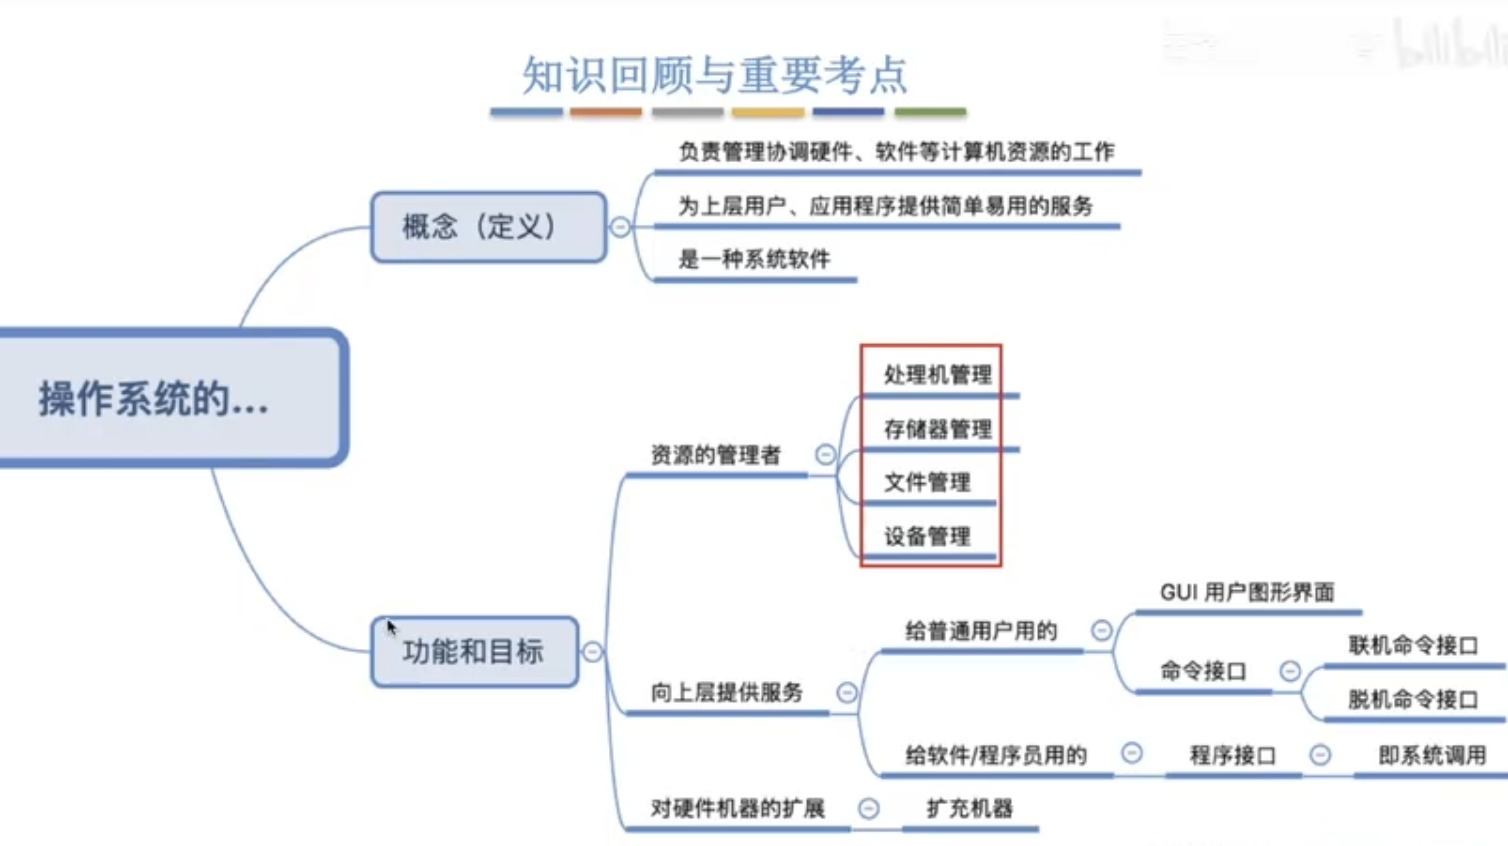 知识回顾与重要考点
bilibili
负责管理协调硬件、软件等计算机资源的工作
概念（定义）
为上层用户、应用程序提供简单易用的服务
是一种系统软件
操作系统的...
处理机管理
存储器管理
资源的管理者
文件管理
设备管理
GUI 用户图形界面
给普通用户用的
联机命令接口
功能和目标
命令接口
向上层提供服务
脱机命令接口
给软件/程序员用的
程序接口
即系统调用
对硬件机器的扩展
扩充机器